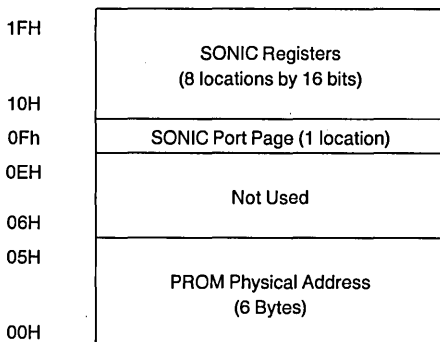 1FH
SONIC Registers
(8 locations by 16 bits)
10H
0Fh
SONIC Port Page (1 location)
0EH
Not Used
06H
05H
PROM Physical Address
(6 Bytes)
00H